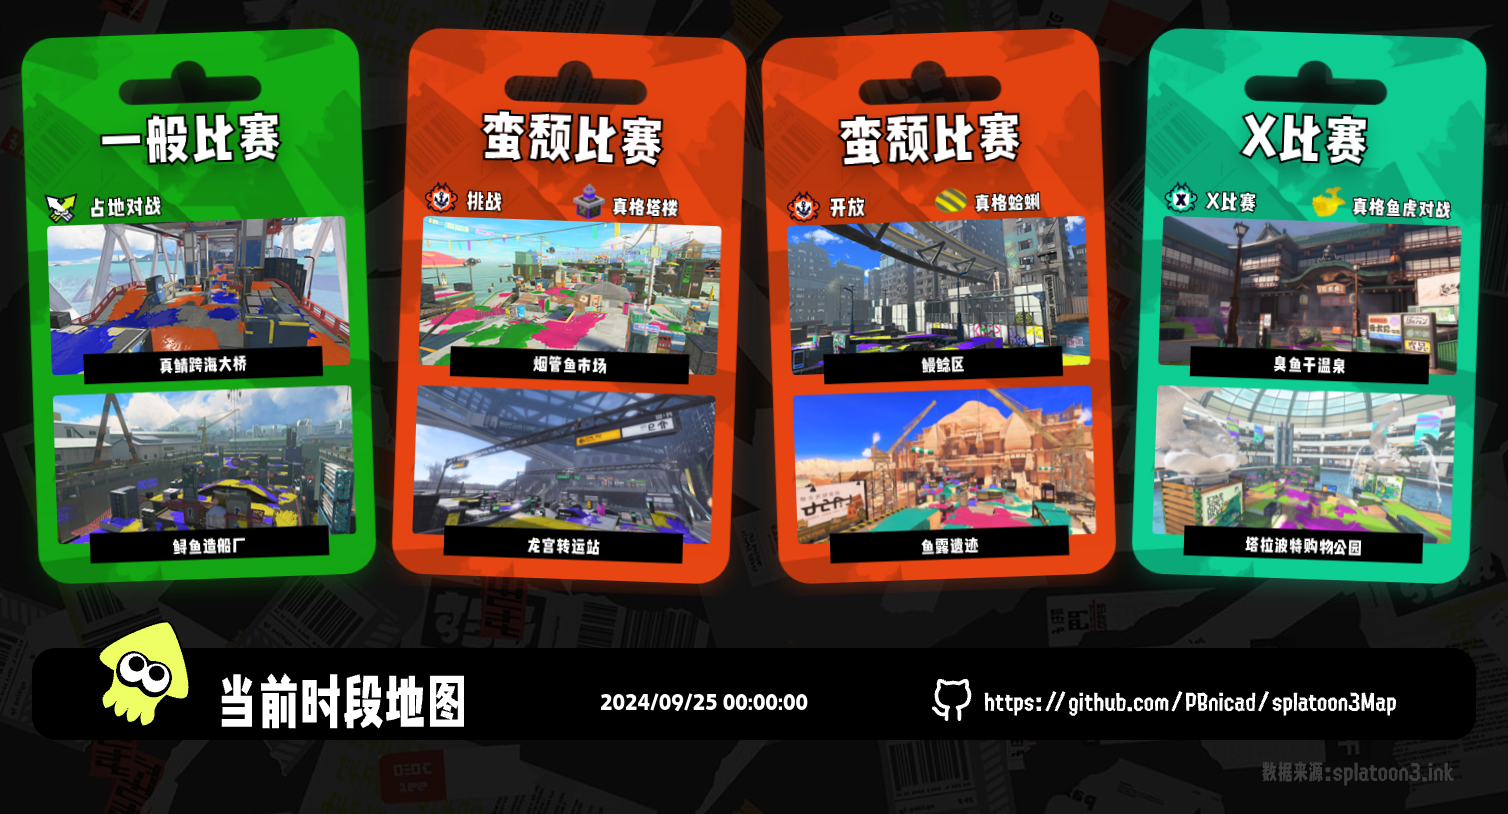 一般比赛
占地对战
真鲭跨海大桥
鲟鱼造船厂
蛮颓比赛
挑战
真格塔楼
烟管鱼市场
龙宫转运站
蛮颓比赛
开放
真格蛤蜊
鳗鲶区
鱼露遗迹
X比赛
X比赛
真格鱼虎对战
臭鱼干温泉
塔拉波特购物公园
当前时段地图
2024/09/25 00:00:00
https://github.com/PBnicad/splatoon3Map
数据来源:splatoon3.ink